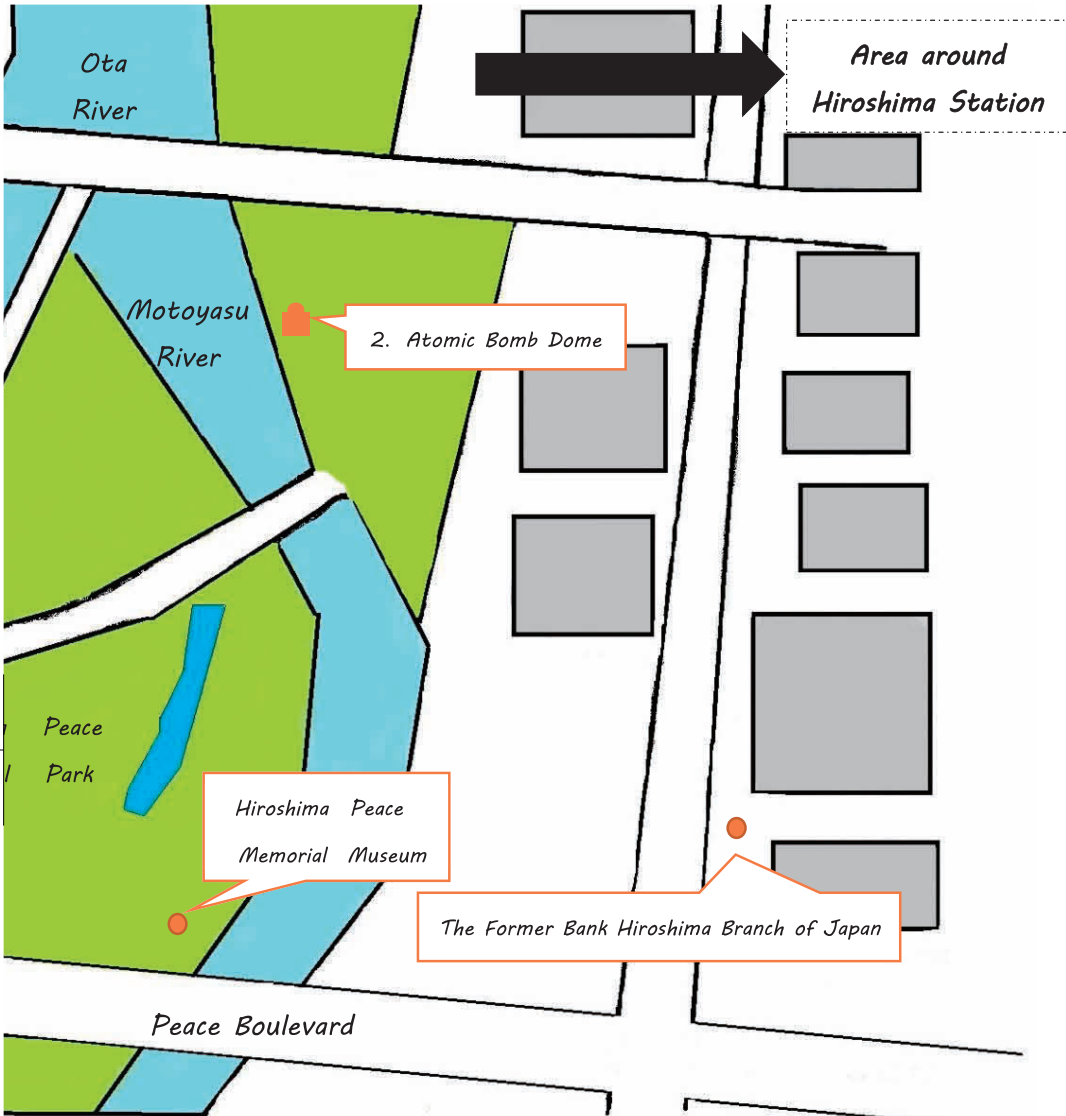 Ota
River
Area around
Hiroshima Station
Motoyasu
River
2. Atomic Bomb Dome
Peace
Park
Hiroshima Peace
Memorial Museum
The Former Bank Hiroshima Branch of Japan
Peace Boulevard